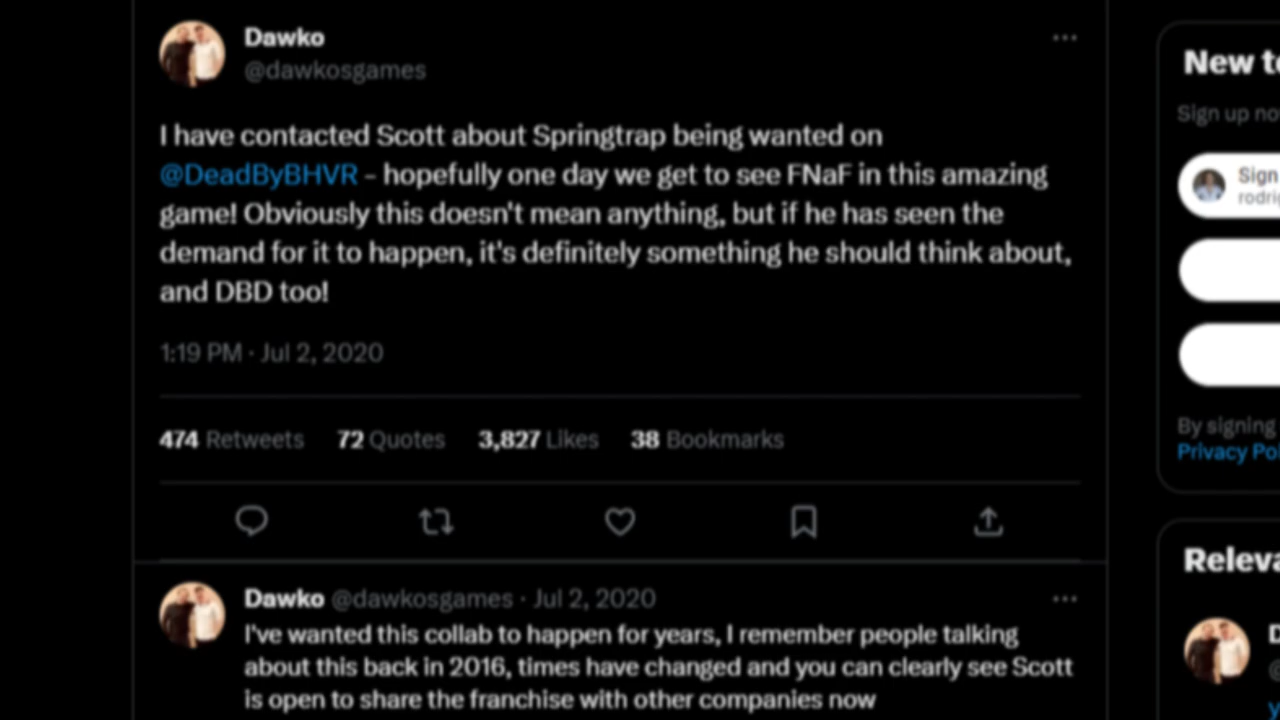 Dawko
@dawkosgames
I have contacted Scott about Springtrap being wanted on
@DeadByBHVR - hopefully one day we get to see FNaF in this amazing
game! Obviously this doesn't mean anything, but if he has seen the
demand for it to happen, it's definitely something he should think about,
and DBD too!
1:19 PM · Jul 2, 2020
474 Retweets 72 Quotes 3,827 Likes 38 Bookmarks
Dawko @dawkosgames · Jul 2, 2020
I've wanted this collab to happen for years, I remember people talking
about this back in 2016, times have changed and you can clearly see Scott
is open to share the franchise with other companies now
New
Sign up
Sign
By signing
Privacy